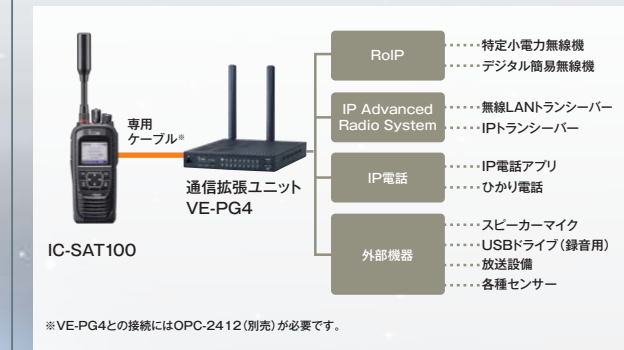 専用
ケーブル※
IC-SAT100
通信拡張ユニット
VE-PG4
RoIP
特定小電力無線機
デジタル簡易無線機
IP Advanced
Radio System
無線LANトランシーバー
IPトランシーバー
IP電話
IP電話アプリ
ひかり電話
外部機器
スピーカーマイク
USBドライブ（録音用）
放送設備
各種センサー
※VE-PG4との接続にはOPC-2412（別売）が必要です。